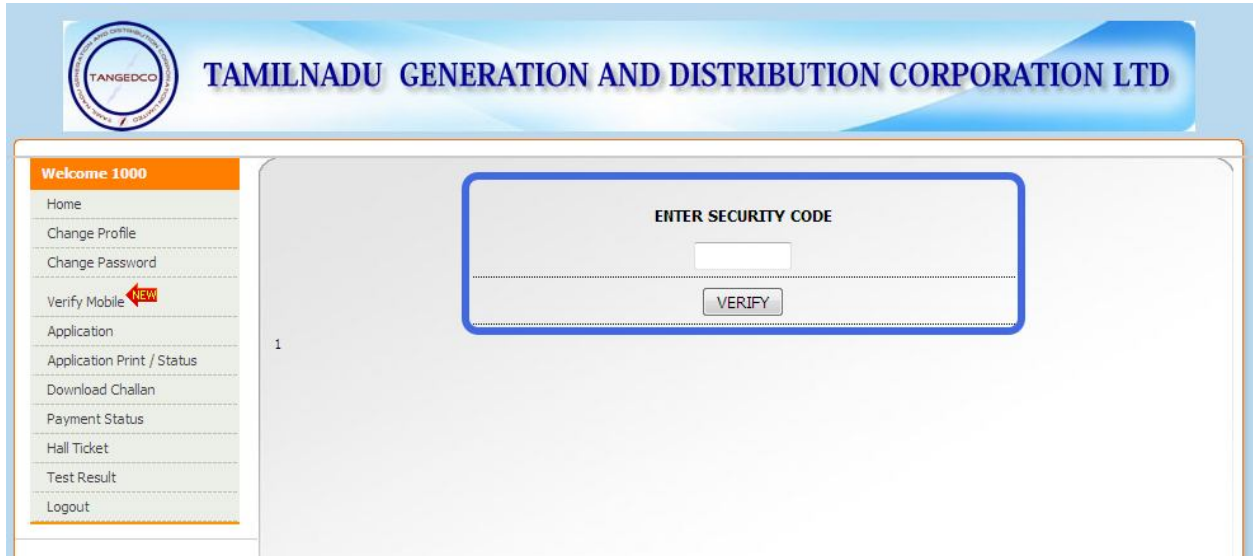 TANGEDCO
TAMILNADU GENERATION AND DISTRIBUTION CORPORATION LTD
Welcome 1000
Home
Change Profile
Change Password
Verify Mobile NEW
Application
Application Print / Status
Download Challan
Payment Status
Hall Ticket
Test Result
Logout
ENTER SECURITY CODE
VERIFY
1